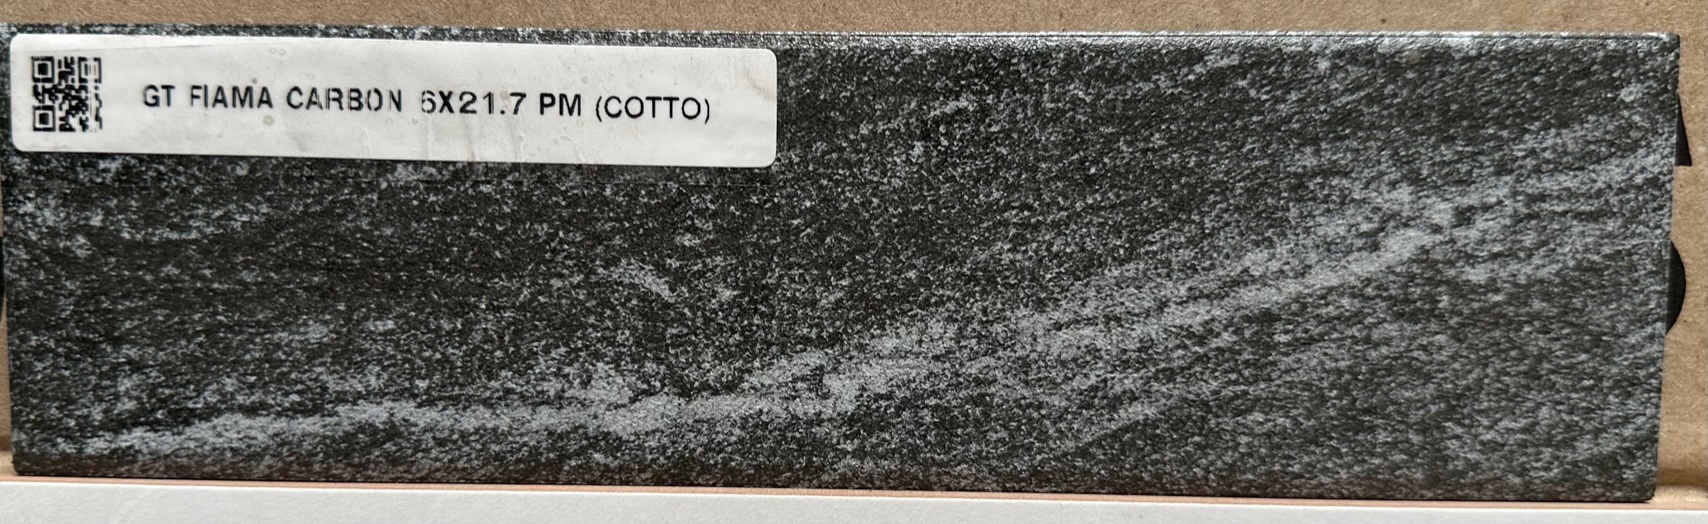 GT FIAMA CARBON 6X21.7 PM (COTTO)